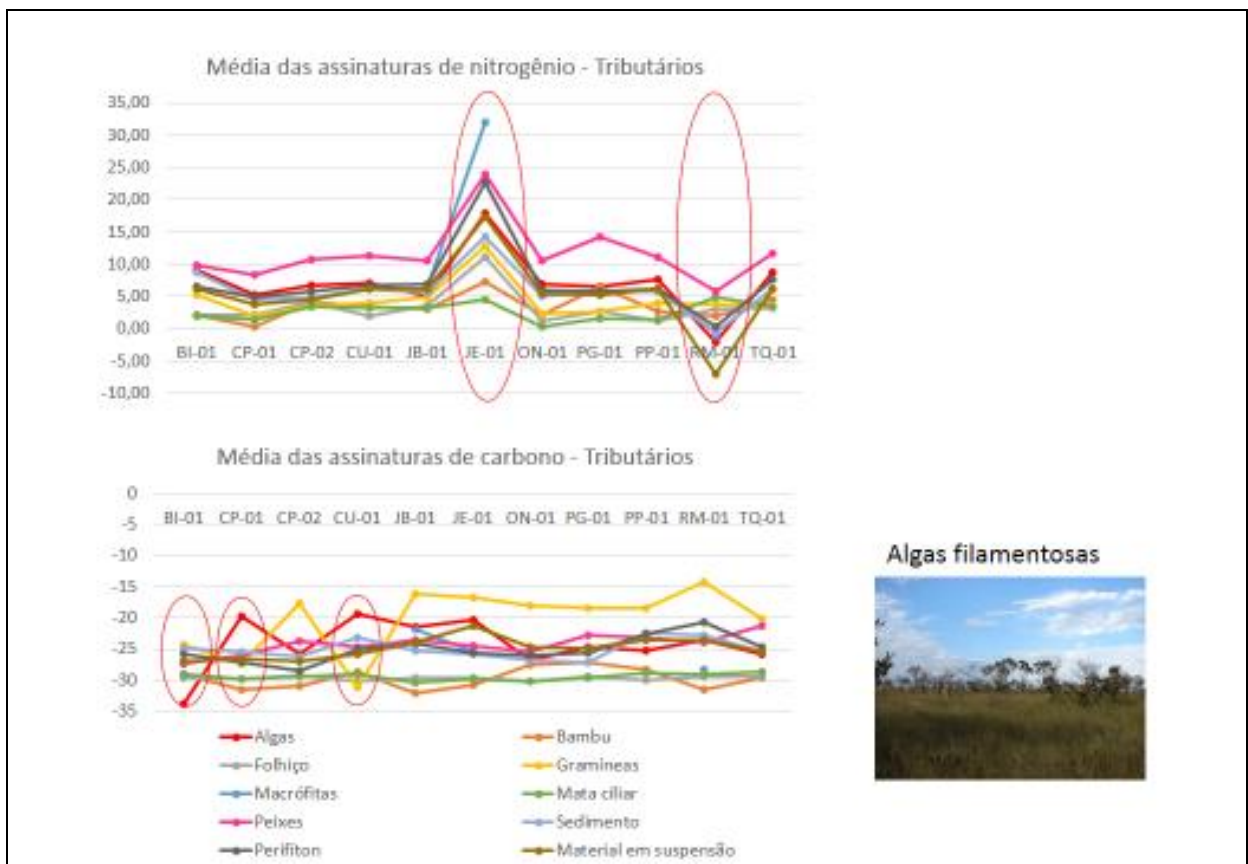 Média das assinaturas de nitrogênio - Tributários
35,00
30,00
25,00
20,00
15,00
10,00
5,00
0,00
BI-01 CP-01 CP-02 CU-01 JB-01 JE-01 ON-01 PG-01 PP-01 RM-01 TQ-01
-5,00
-10,00
Média das assinaturas de carbono - Tributários
0
BI-01 CP-01 CP-02 CU-01 JB-01 JE-01 ON-01 PG-01 PP-01 RM-01 TQ-01
-5
-10
-15
-20
-25
-30
-35
Algas filamentosas
Algas Bambu
Folhiço Gramíneas
Macrófitas Mata ciliar
Peixes Sedimento
Perifiton Material em suspensão